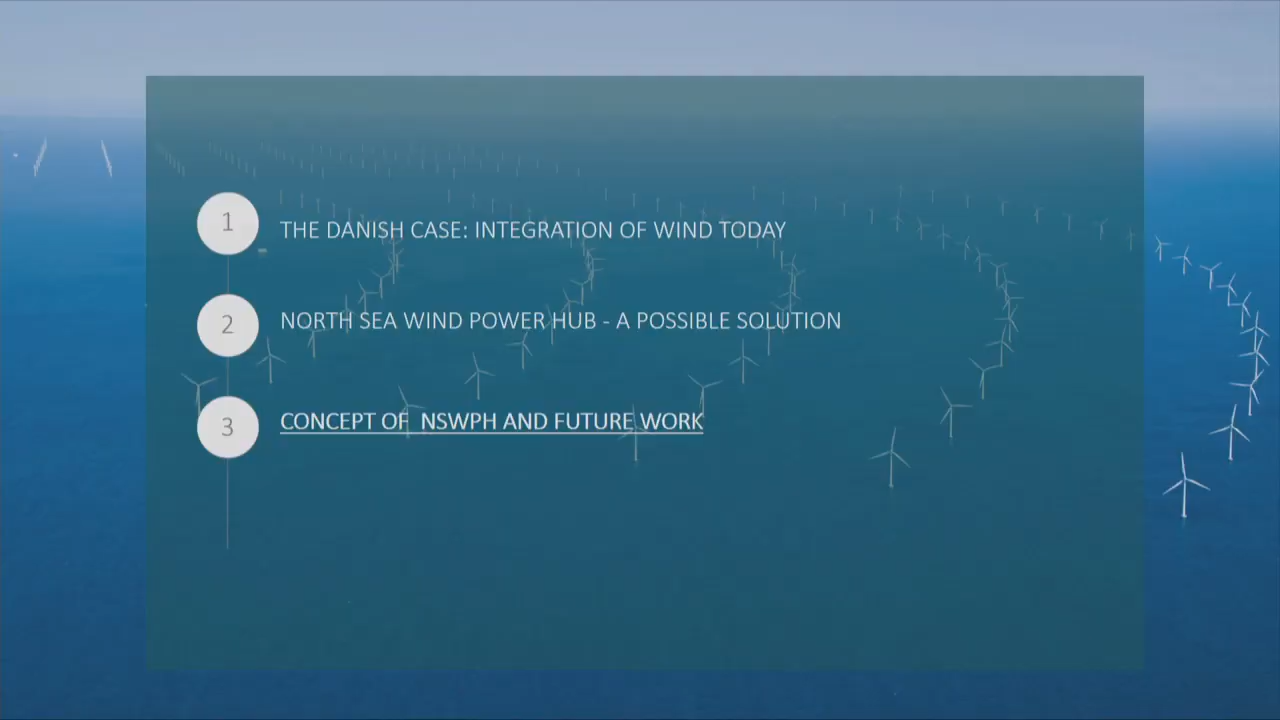 1
THE DANISH CASE: INTEGRATION OF WIND TODAY
2
NORTH SEA WIND POWER HUB - A POSSIBLE SOLUTION
3
CONCEPT OF  NSWPH AND FUTURE WORK